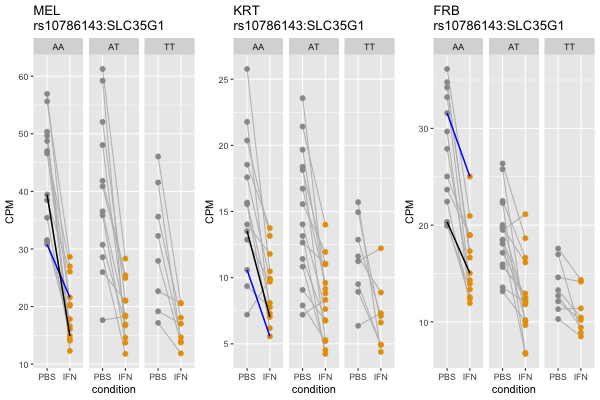 MEL
rs10786143:SLC35G1
AA
AT
TT
60
50
40
30
20
10
CPM
PBS IFN
PBS IFN
PBS IFN
condition
KRT
rs10786143:SLC35G1
AA
AT
TT
25
20
15
10
5
CPM
PBS IFN
PBS IFN
PBS IFN
condition
FRB
rs10786143:SLC35G1
AA
AT
TT
30
20
10
CPM
PBS IFN
PBS IFN
PBS IFN
condition